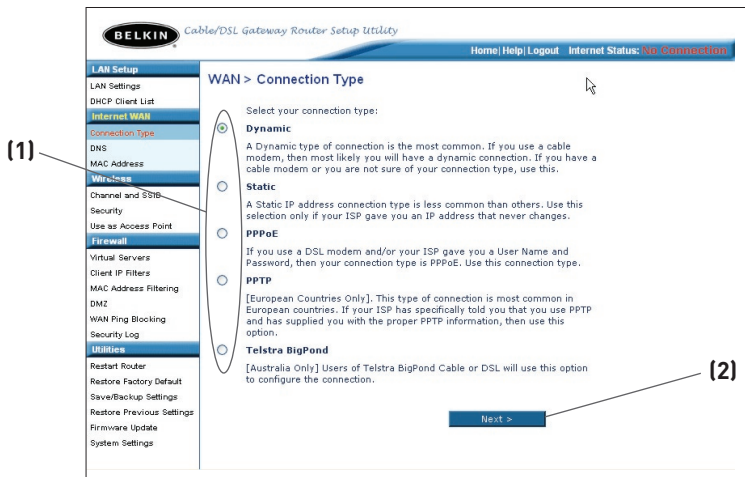 BELKIN
Cable/DSL Gateway Router Setup Utility
Home| Help| Logout Internet Status: No Connection
LAN Setup
LAN Settings
DHCP Client List
Internet WAN
Connection Type
DNS
MAC Address
Wireless
Channel and SSID
Security
Use as Access Point
Firewall
Virtual Servers
Client IP Filters
MAC Address Filtering
DMZ
WAN Ping Blocking
Security Log
Utilities
Restart Router
Restore Factory Default
Save/Backup Settings
Restore Previous Settings
Firmware Update
System Settings
(1)
WAN > Connection Type
Select your connection type:
Dynamic
A Dynamic type of connection is the most common. If you use a cable
modem, then most likely you will have a dynamic connection. If you have a
cable modem or you are not sure of your connection type, use this.
Static
A Static IP address connection type is less common than others. Use this
selection only if your ISP gave you an IP address that never changes.
PPPoE
If you use a DSL modem and/or your ISP gave you a User Name and
Password, then your connection type is PPPoE. Use this connection type.
PPTP
[European Countries Only]. This type of connection is most common in
European countries. If your ISP has specifically told you that you use PPTP
and has supplied you with the proper PPTP information, then use this
option.
Telstra BigPond
[Australia Only] Users of Telstra BigPond Cable or DSL will use this option
to configure the connection.
Next >
(2)